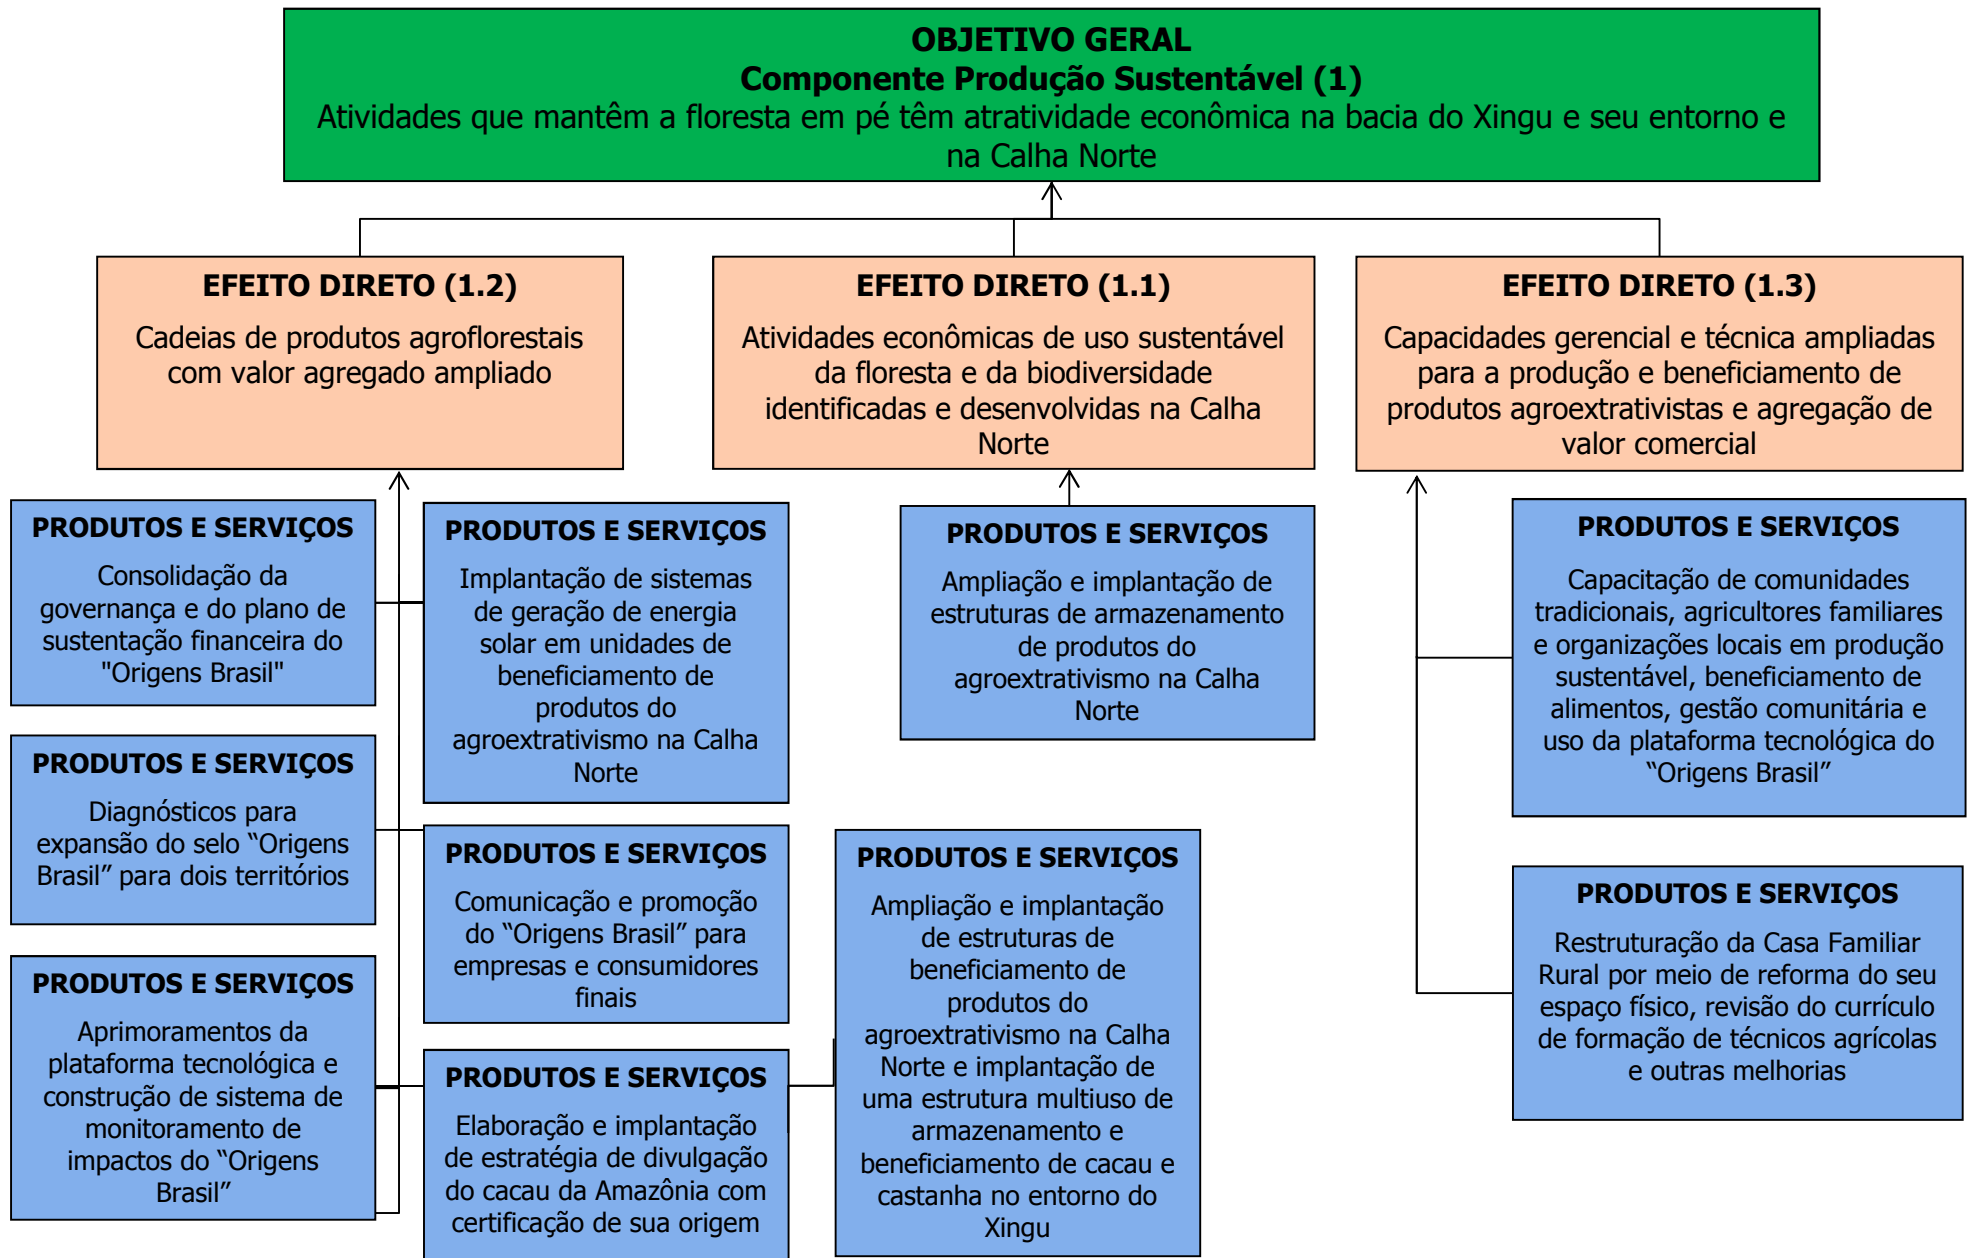 OBJETIVO GERAL
Componente Produção Sustentável (1)
Atividades que mantêm a floresta em pé têm atratividade econômica na bacia do Xingu e seu entorno e
na Calha Norte
EFEITO DIRETO (1.2)
Cadeias de produtos agroflorestais
com valor agregado ampliado
EFEITO DIRETO (1.1)
Atividades econômicas de uso sustentável
da floresta e da biodiversidade
identificadas e desenvolvidas na Calha
Norte
EFEITO DIRETO (1.3)
Capacidades gerencial e técnica ampliadas
para a produção e beneficiamento de
produtos agroextrativistas e agregação de
valor comercial
PRODUTOS E SERVIÇOS
Consolidação da
governança e do plano de
sustentação financeira do
"Origens Brasil"
PRODUTOS E SERVIÇOS
Implantação de sistemas
de geração de energia
solar em unidades de
beneficiamento de
produtos do
agroextrativismo na Calha
Norte
PRODUTOS E SERVIÇOS
Ampliação e implantação de
estruturas de armazenamento
de produtos do
agroextrativismo na Calha
Norte
PRODUTOS E SERVIÇOS
Capacitação de comunidades
tradicionais, agricultores familiares
e organizações locais em produção
sustentável, beneficiamento de
alimentos, gestão comunitária e
uso da plataforma tecnológica do
“Origens Brasil”
PRODUTOS E SERVIÇOS
Diagnósticos para
expansão do selo “Origens
Brasil” para dois territórios
PRODUTOS E SERVIÇOS
Comunicação e promoção
do “Origens Brasil” para
empresas e consumidores
finais
PRODUTOS E SERVIÇOS
Ampliação e implantação
de estruturas de
beneficiamento de
produtos do
agroextrativismo na Calha
Norte e implantação de
uma estrutura multiuso de
armazenamento e
beneficiamento de cacau e
castanha no entorno do
Xingu
PRODUTOS E SERVIÇOS
Restruturação da Casa Familiar
Rural por meio de reforma do seu
espaço físico, revisão do currículo
de formação de técnicos agrícolas
e outras melhorias
PRODUTOS E SERVIÇOS
Aprimoramentos da
plataforma tecnológica e
construção de sistema de
monitoramento de
impactos do “Origens
Brasil”
PRODUTOS E SERVIÇOS
Elaboração e implantação
de estratégia de divulgação
do cacau da Amazônia com
certificação de sua origem